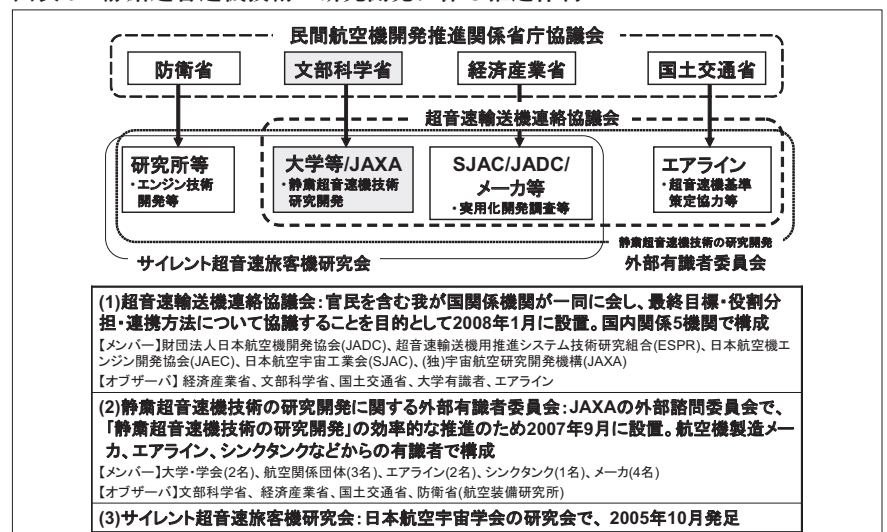 民間航空機開発推進関係省庁協議会
防衛省
文部科学省
経済産業省
国土交通省
超音速輸送機連絡協議会
研究所等
・エンジン技術
開発等
大学等/JAXA
・静粛超音速機技術
研究開発
SJAC/JADC/
メーカ等
・実用化開発調査等
エアライン
・超音速機基準
策定協力等
静粛超音速機技術の研究開発
外部有識者委員会
サイレント超音速旅客機研究会
(1)超音速輸送機連絡協議会:官民を含む我が国関係機関が一同に会し、最終目標・役割分
担・連携方法について協議することを目的として2008年1月に設置。国内関係5機関で構成
【メンバー】財団法人日本航空機開発協会(JADC)、超音速輸送機用推進システム技術研究組合(ESPR)、日本航空機エ
ンジン開発協会(JAEC)、日本航空宇宙工業会(SJAC)、(独)宇宙航空研究開発機構(JAXA)
【オブザーバ】 経済産業省、文部科学省、国土交通省、大学有識者、エアライン
(2)静粛超音速機技術の研究開発に関する外部有識者委員会:JAXAの外部諮問委員会で、
「静粛超音速機技術の研究開発」の効率的な推進のため2007年9月に設置。航空機製造メー
カ、エアライン、シンクタンクなどからの有識者で構成
【メンバー】大学・学会(2名)、航空関係団体(3名)、エアライン(2名)、シンクタンク(1名)、メーカ(4名)
【オブザーバ】文部科学省、 経済産業省、国土交通省、防衛省(航空装備研究所)
(3)サイレント超音速旅客機研究会:日本航空宇宙学会の研究会で、2005年10月発足